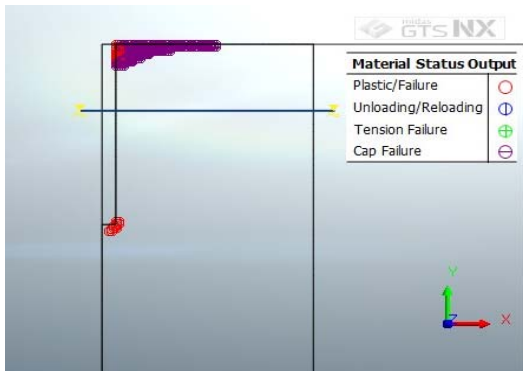 midas
GTS NX
Material Status Output
Plastic/Failure
Unloading/Reloading
Tension Failure
Cap Failure
Y
Z
X